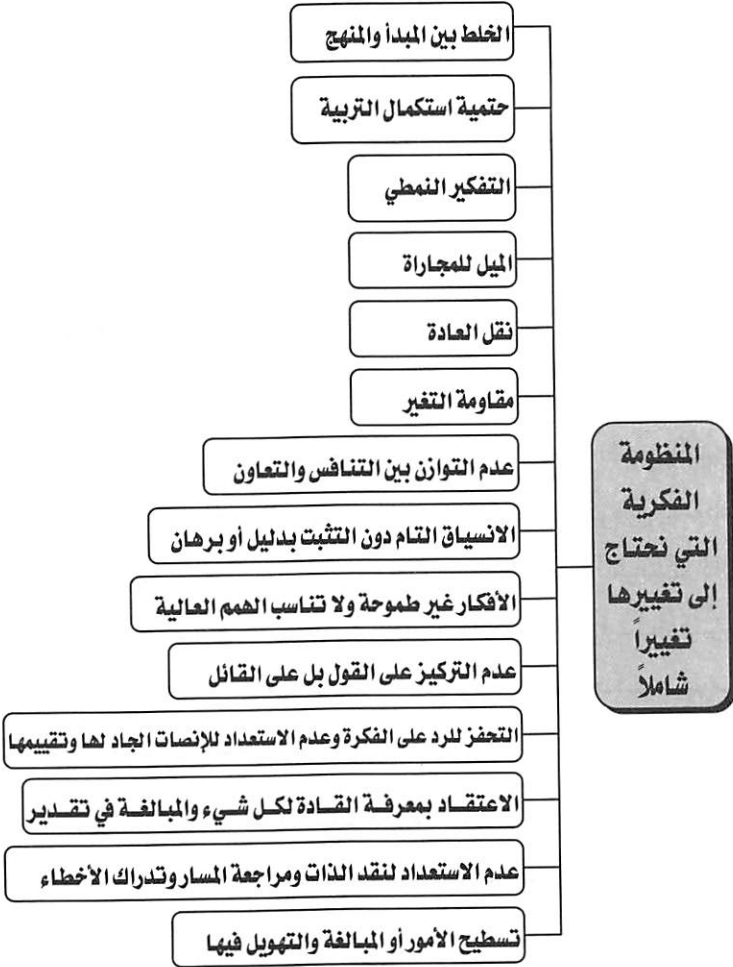 المنظومة
الفكرية
التي نحتاج
إلى تغييرها
تغييراً
شاملاً
الخلط بين المبدأ والمنهج
حتمية استكمال التربية
التفكير النمطي
الميل للمجاراة
نقل العادة
مقاومة التغير
عدم التوازن بين التنافس والتعاون
الانسياق التام دون التثبت بدليل أو برهان
الأفكار غير طموحة ولا تناسب الهمم العالية
عدم التركيز على القول بل على القائل
التحفز للرد على الفكرة وعدم الاستعداد للإنصات الجاد لها وتقييمها
الاعتقاد بمعرفة القادة لكل شيء والمبالغة في تقدير
عدم الاستعداد لنقد الذات ومراجعة المسار وتدراك الأخطاء
تسطيح الأمور أو المبالغة والتهويل فيها